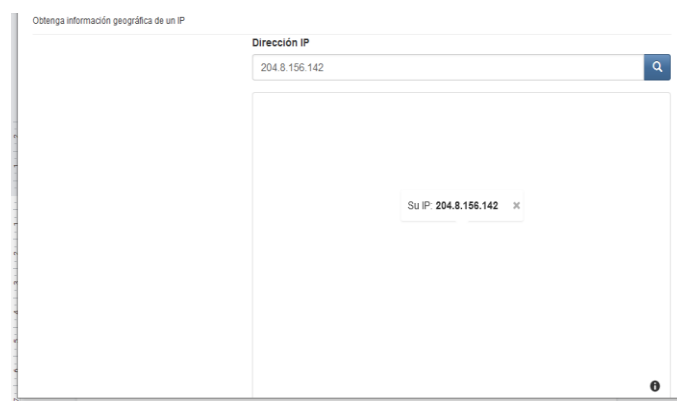 Obtenga información geográfica de un IP
Dirección IP
204.8.156.142
Su IP: 204.8.156.142 ×